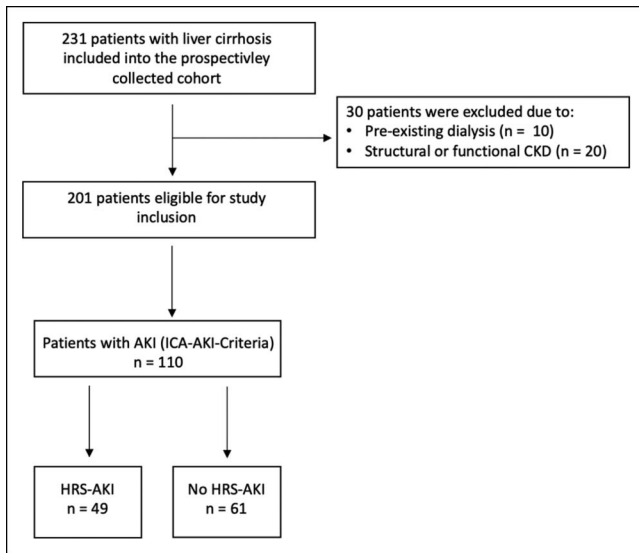 231 patients with liver cirrhosis
included into the prospectivley
collected cohort
30 patients were excluded due to:
• Pre-existing dialysis (n = 10)
• Structural or functional CKD (n = 20)
201 patients eligible for study
inclusion
Patients with AKI (ICA-AKI-Criteria)
n = 110
HRS-AKI
n = 49
No HRS-AKI
n = 61